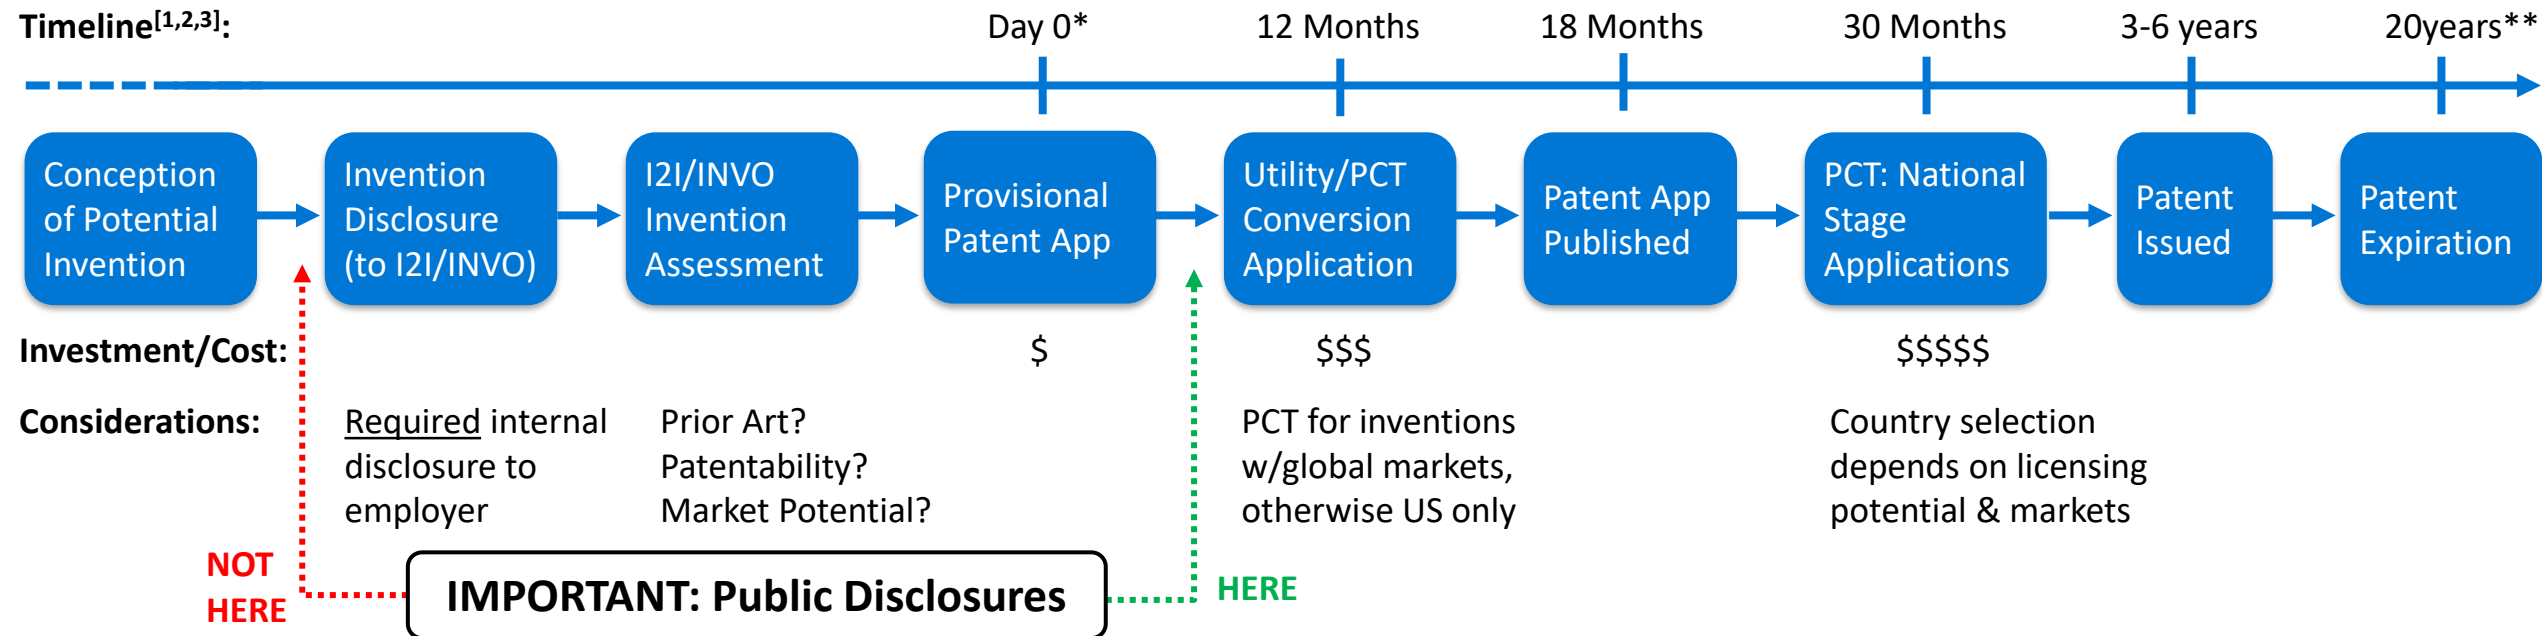 Timeline[1,2,3]:
Day 0*
12 Months
18 Months
30 Months
3-6 years
20years**
Conception
of Potential
Invention
Invention
Disclosure
(to I2I/INVO)
I2I/INVO
Invention
Assessment
Provisional
Patent App
Utility/PCT
Conversion
Application
Patent App
Published
PCT: National
Stage
Applications
Patent
Issued
Patent
Expiration
Investment/Cost:
$
$$$
$$$$$
Considerations:
Required internal
disclosure to
employer
Prior Art?
Patentability?
Market Potential?
PCT for inventions
w/global markets,
otherwise US only
Country selection
depends on licensing
potential & markets
NOT
HERE
IMPORTANT: Public Disclosures
HERE